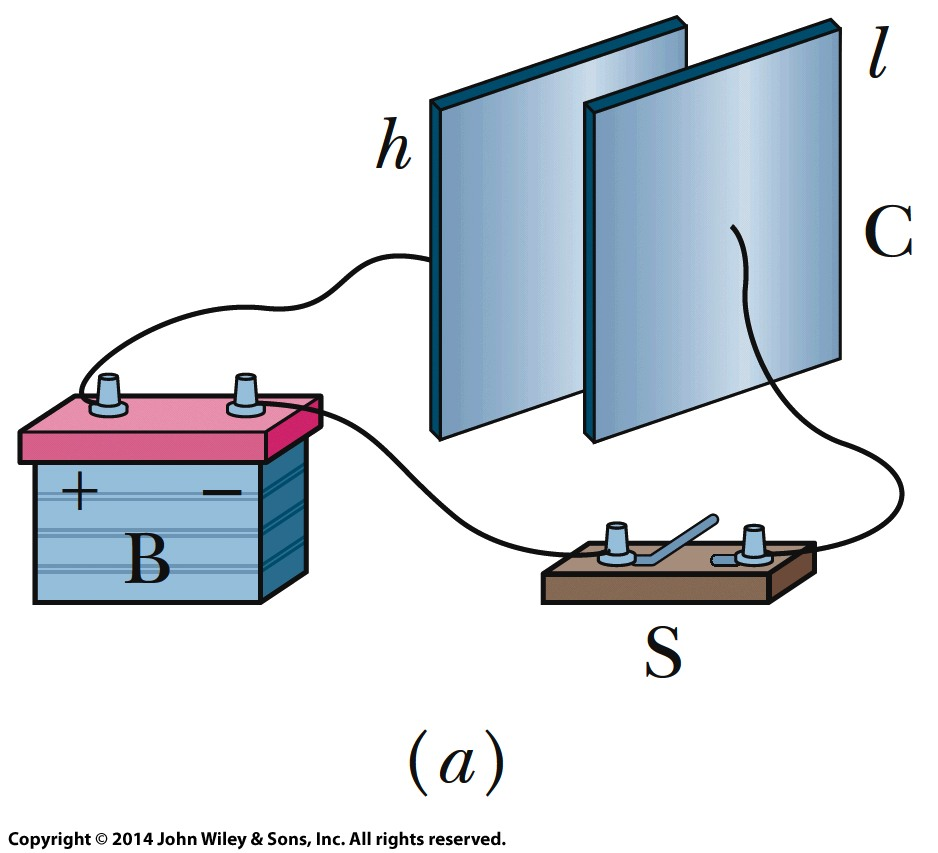 l
h
C
+ −
B
S
(a)
Copyright © 2014 John Wiley & Sons, Inc. All rights reserved.